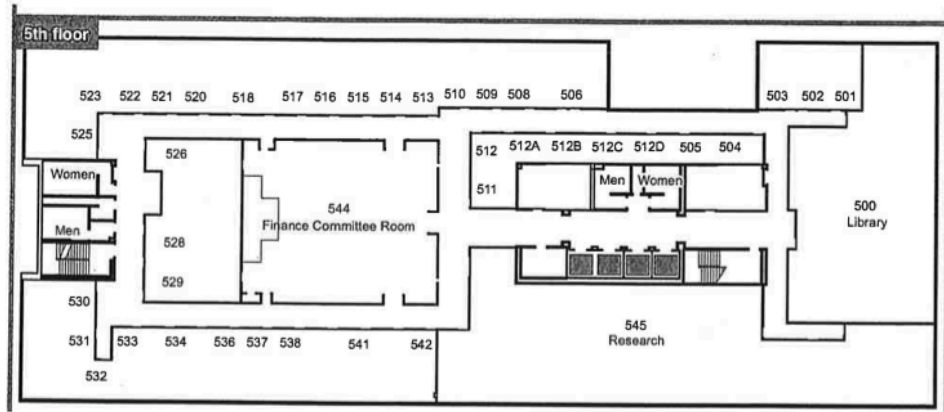 5th floor
523 522 521 520 518 517 516 515 514 513 510 509 508 506 503 502 501
525
526
512 512A 512B 512C 512D 505 504
Women
Men Women
511
544
Finance Committee Room
500
Library
Men
528
529
530
531 533 534 536 537 538 541 542
545
Research
532